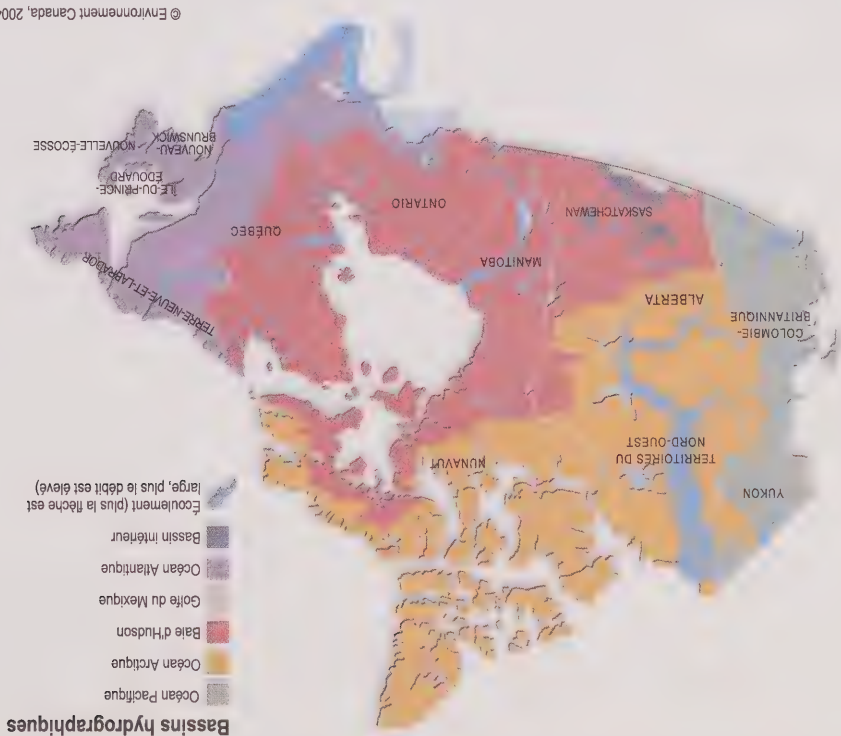 Bassins hydrographiques
Océan Pacifique
Océan Arctique
Baie d'Hudson
Golfe du Mexique
Océan Atlantique
Bassin intérieur
Écoulement (plus la flèche est
large, plus le débit est élevé)
YUKON
TERRITOIRES DU
NORD-OUEST
NUNAVUT
COLOMBIE-
BRITANNIQUE
ALBERTA
SASKATCHEWAN
MANITOBA
ONTARIO
QUÉBEC
TERRE-NEUVE-ET-LABRADOR
ÎLE-DU-PRINCE-
ÉDOUARD
NOUVEAU-
BRUNSWICK
NOUVELLE-ÉCOSSE
© Environnement Canada, 2004